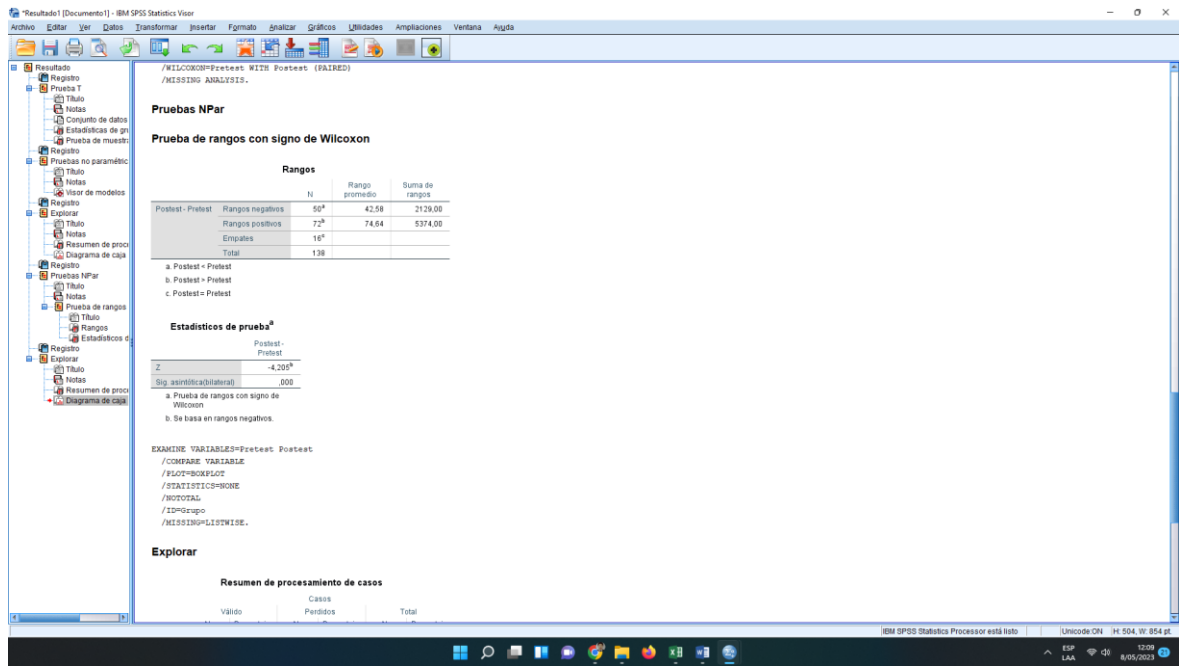 *Resultado1 [Documento1] - IBM SPSS Statistics Visor
Archivo Editar Ver Datos Transformar Insertar Formato Analizar Gráficos Utilidades Ampliaciones Ventana Ayuda
Resultado
Registro
Prueba T
Título
Notas
Conjunto de datos
Estadísticas de gr
Prueba de muestr
Registro
Pruebas no paramétric
Título
Notas
Visor de modelos
Registro
Explorar
Título
Notas
Resumen de proc
Diagrama de caja
Registro
Pruebas NPar
Título
Notas
Prueba de rangos
Título
Rangos
Estadísticos d
Registro
Explorar
Título
Notas
Resumen de proc
Diagrama de caja
/WILCOXON=Pretest WITH Postest (PAIRED)
/MISSING ANALYSIS.
Pruebas NPar
Prueba de rangos con signo de Wilcoxon
Rangos
N Rango promedio Suma de rangos
Postest - Pretest Rangos negativos 50a 42,58 2129,00
Rangos positivos 72b 74,64 5374,00
Empates 16c
Total 138
a. Postest < Pretest
b. Postest > Pretest
c. Postest = Pretest
Estadísticos de pruebaa
Postest -
Pretest
Z -4,205b
Sig. asintótica(bilateral) ,000
a. Prueba de rangos con signo de
Wilcoxon
b. Se basa en rangos negativos.
EXAMINE VARIABLES=Pretest Postest
/COMPARE VARIABLE
/PLOT=BOXPLOT
/STATISTICS=NONE
/NOTOTAL
/ID=Grupo
/MISSING=LISTWISE.
Explorar
Resumen de procesamiento de casos
Casos
Válido Perdidos Total
IBM SPSS Statistics Processor está listo Unicode:ON H: 504, W: 854 pt.
ESP
LAA
12:09
8/05/2023